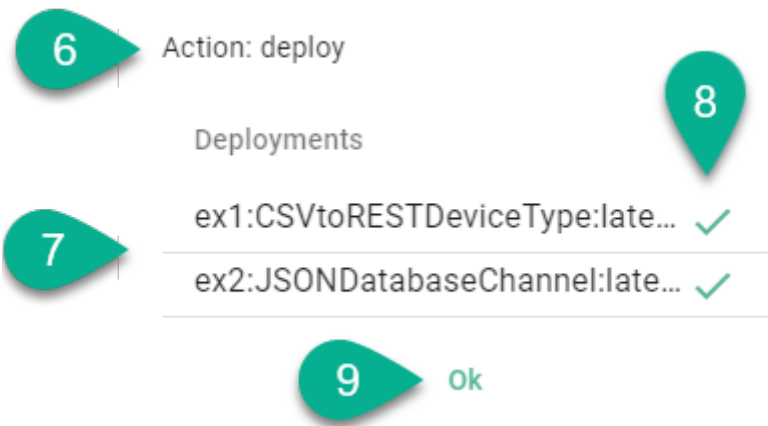 6 Action: deploy
8
Deployments
7
ex1:CSVtoRESTDeviceType:late...
ex2:JSONDatabaseChannel:late...
9 Ok